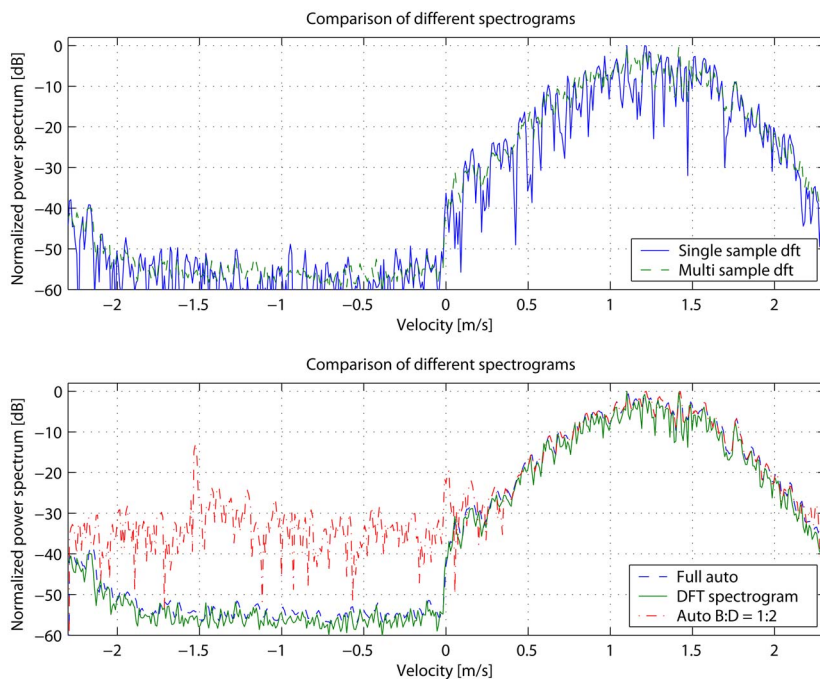 Comparison of different spectrograms
Normalized power spectrum [dB]
0
−10
−20
−30
−40
−50
−60
−2
−1.5
−1
−0.5
0
0.5
1
1.5
2
Velocity [m/s]
Single sample dft
Multi sample dft
Comparison of different spectrograms
Normalized power spectrum [dB]
0
−10
−20
−30
−40
−50
−60
−2
−1.5
−1
−0.5
0
0.5
1
1.5
2
Velocity [m/s]
Full auto
DFT spectrogram
Auto B:D = 1:2